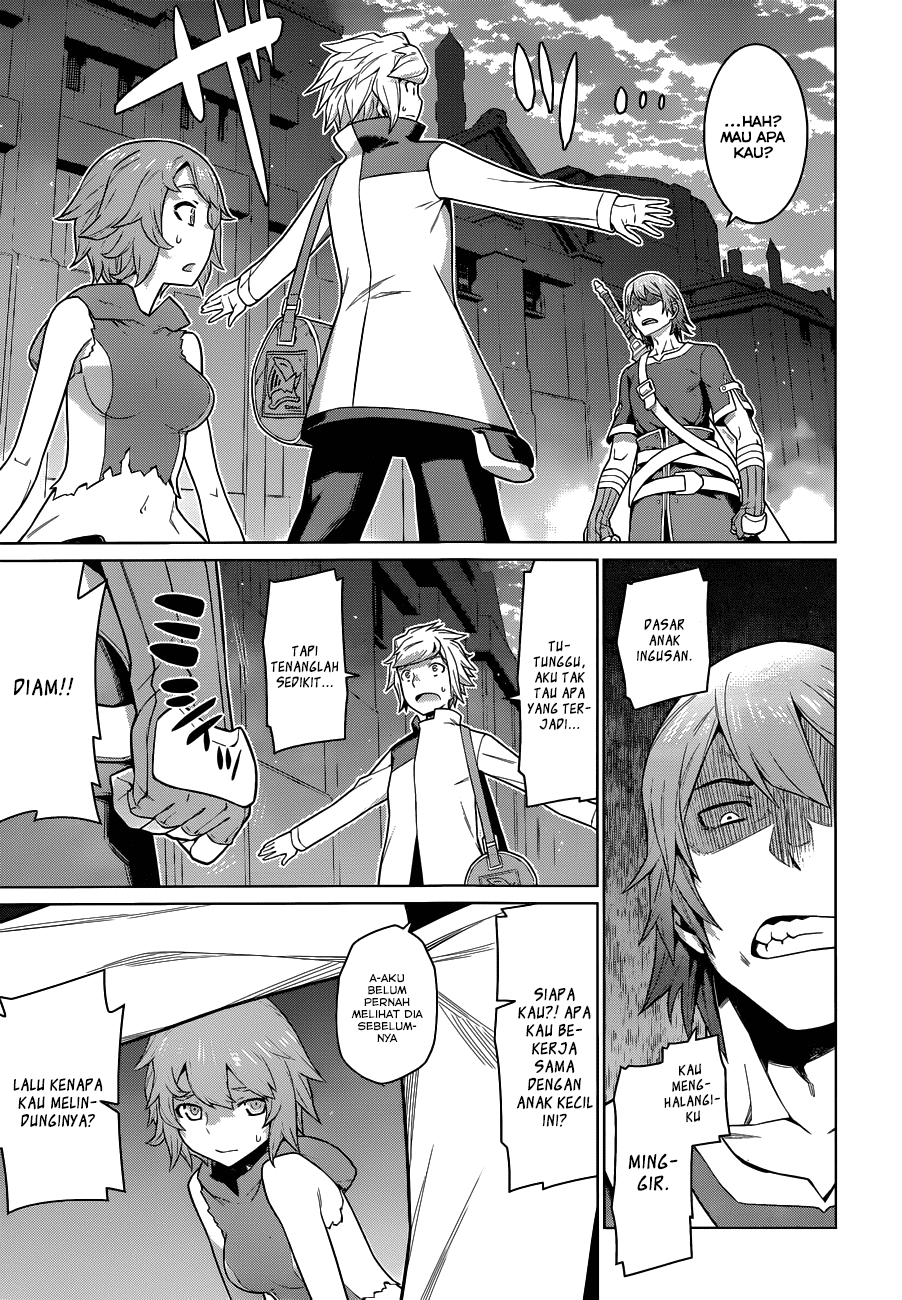 ...HAH?
MAU APA
KAU?
DASAR
ANAK
INGUSAN.
KAU
MENG-
HALANGI-
KU
MING-
GIR.
TU-
TUNGGU,
AKU TAK
TAU APA
YANG TER-
JADI...
TAPI
TENANGLAH
SEDIKIT...
DIAM!!
SIAPA
KAU?! APA
KAU BE-
KERJA
SAMA
DENGAN
ANAK KECIL
INI?
A-AKU
BELUM
PERNAH
MELIHAT DIA
SEBELUM-
NYA
LALU KENAPA
KAU MELIN-
DUNGINYA?